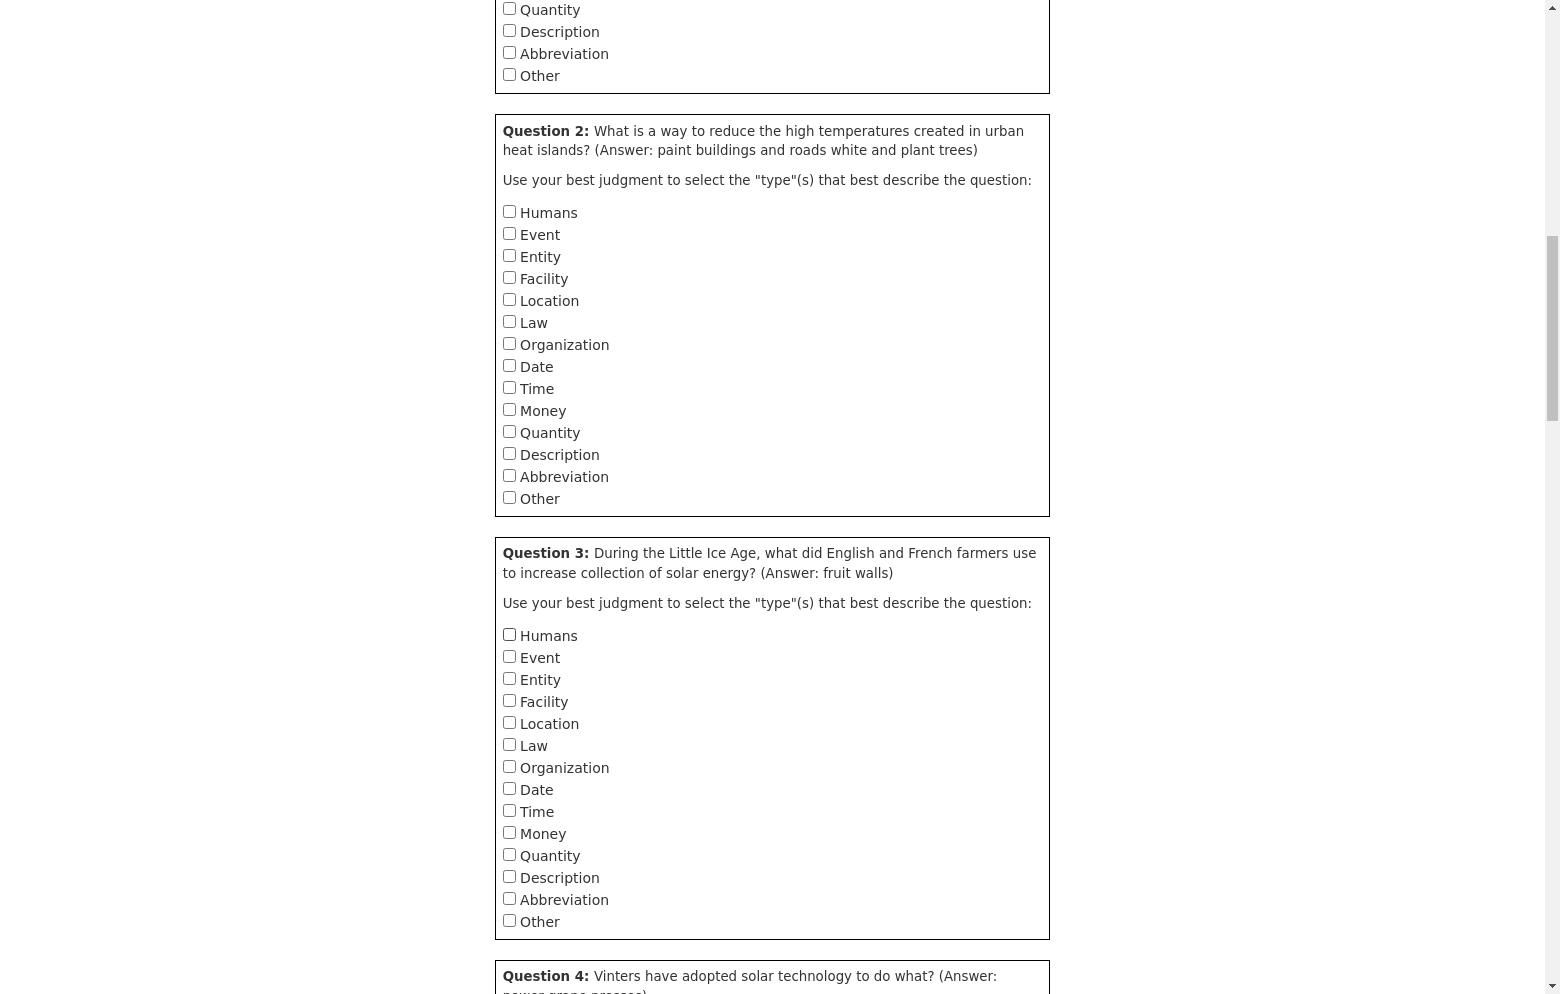 Quantity
Description
Abbreviation
Other
Question 2: What is a way to reduce the high temperatures created in urban
heat islands? (Answer: paint buildings and roads white and plant trees)
Use your best judgment to select the "type"(s) that best describe the question:
Humans
Event
Entity
Facility
Location
Law
Organization
Date
Time
Money
Quantity
Description
Abbreviation
Other
Question 3: During the Little Ice Age, what did English and French farmers use
to increase collection of solar energy? (Answer: fruit walls)
Use your best judgment to select the "type"(s) that best describe the question:
Humans
Event
Entity
Facility
Location
Law
Organization
Date
Time
Money
Quantity
Description
Abbreviation
Other
Question 4: Vinters have adopted solar technology to do what? (Answer: